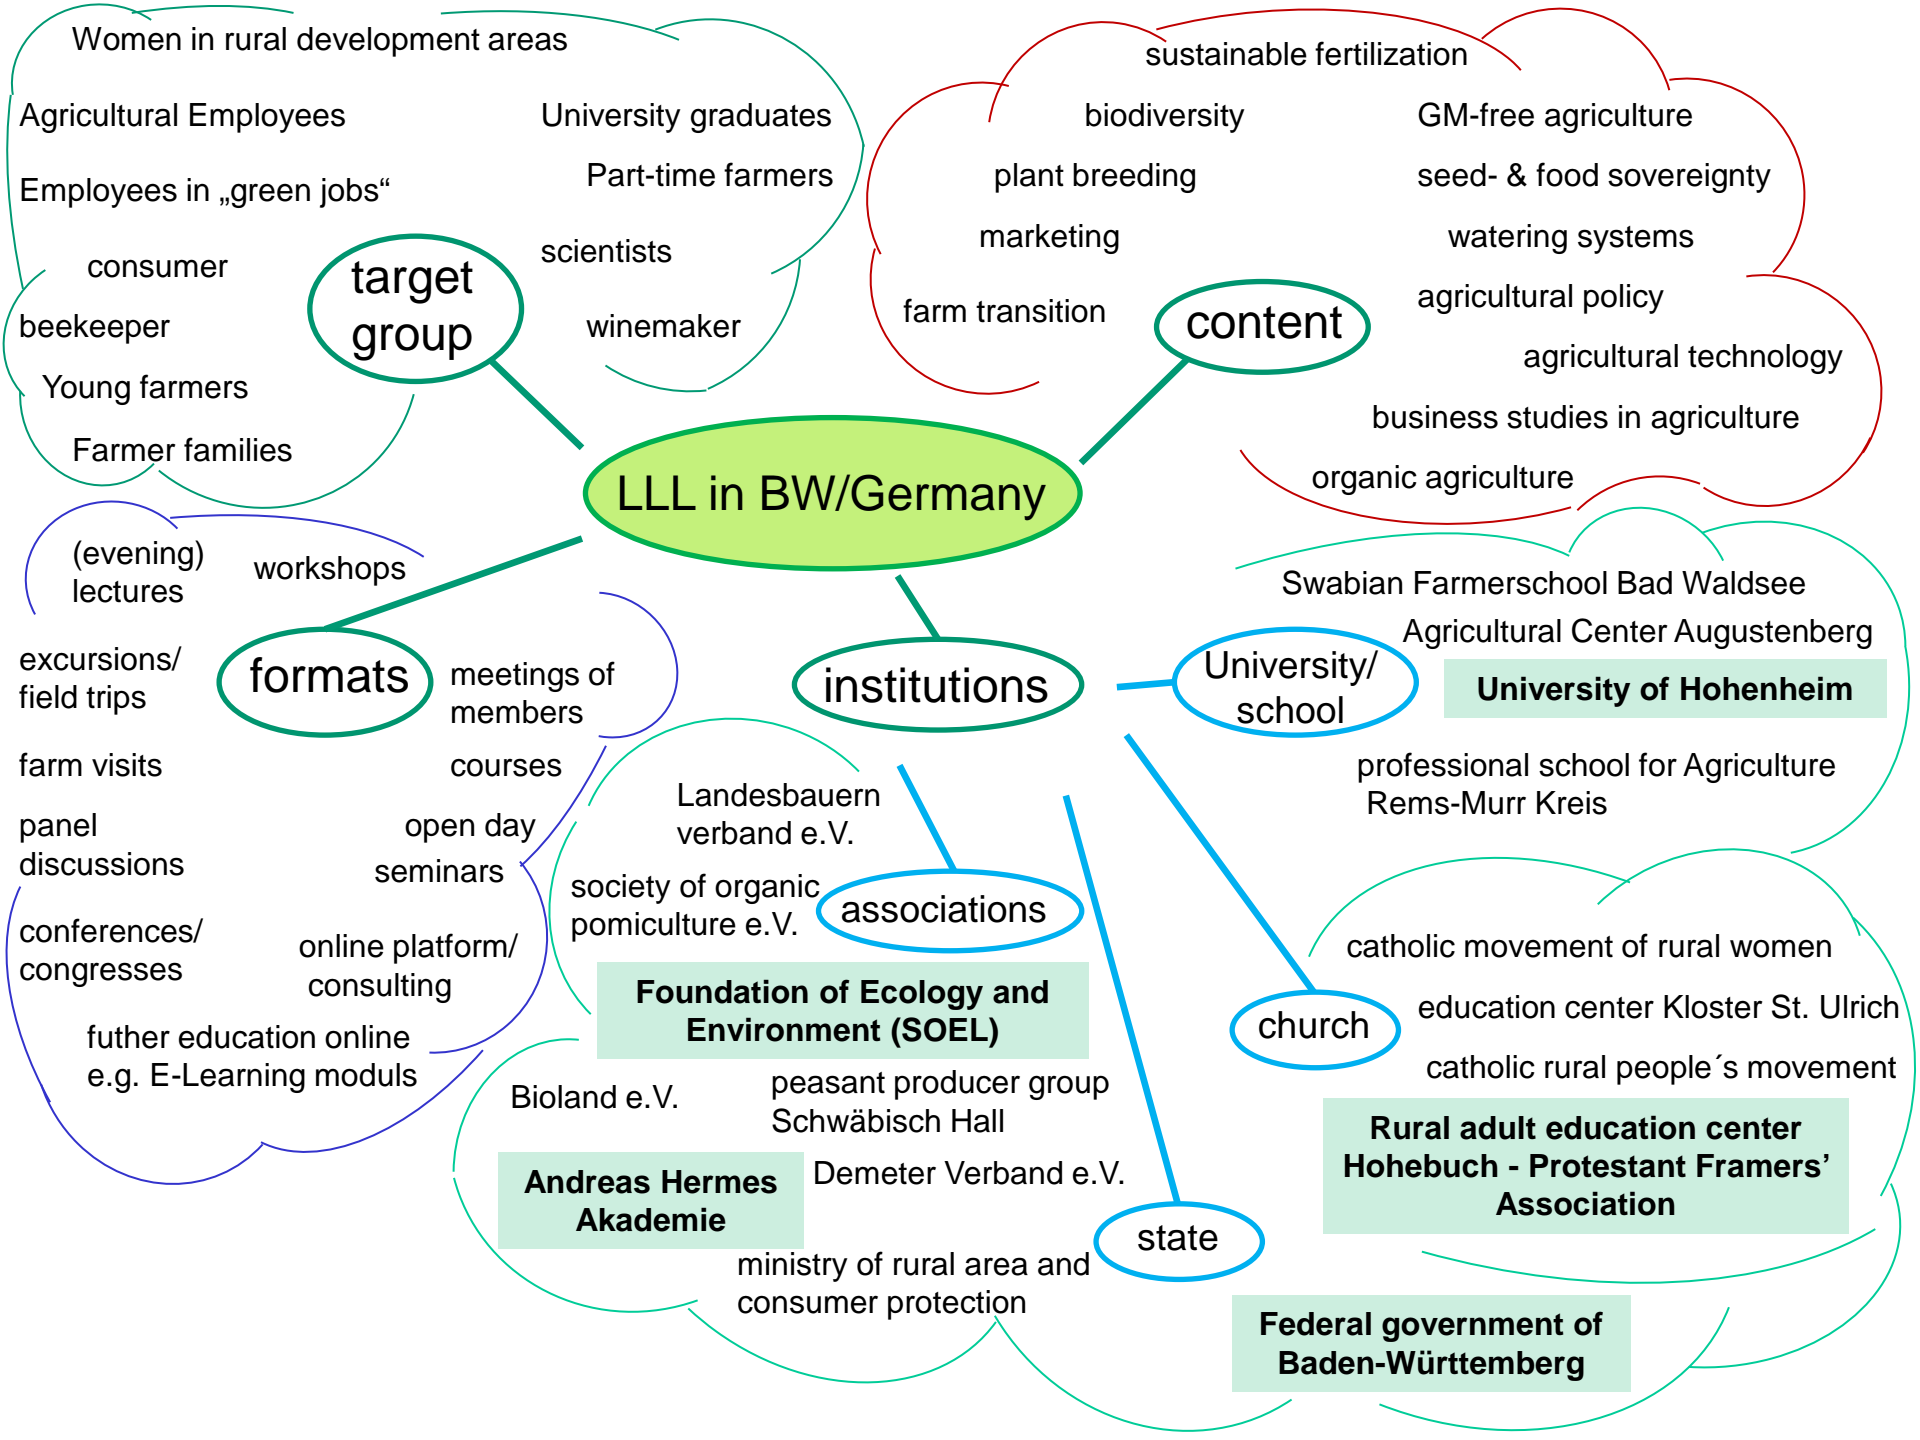 Women in rural development areas
Agricultural Employees
University graduates
Employees in „green jobs“
Part-time farmers
consumer
scientists
beekeeper
winemaker
Young farmers
Farmer families
target
group
sustainable fertilization
biodiversity
GM-free agriculture
plant breeding
seed- & food sovereignty
marketing
watering systems
farm transition
agricultural policy
agricultural technology
business studies in agriculture
organic agriculture
content
LLL in BW/Germany
(evening)
lectures
workshops
excursions/
field trips
formats
meetings of
members
farm visits
courses
panel
discussions
open day
seminars
conferences/
congresses
online platform/
consulting
futher education online
e.g. E-Learning moduls
institutions
University/
school
Swabian Farmerschool Bad Waldsee
Agricultural Center Augustenberg
University of Hohenheim
professional school for Agriculture
Rems-Murr Kreis
Landesbauern
verband e.V.
society of organic
pomiculture e.V.
associations
Foundation of Ecology and
Environment (SOEL)
Bioland e.V.
peasant producer group
Schwäbisch Hall
Andreas Hermes
Akademie
Demeter Verband e.V.
church
catholic movement of rural women
education center Kloster St. Ulrich
catholic rural people´s movement
Rural adult education center
Hohebuch - Protestant Framers’
Association
state
ministry of rural area and
consumer protection
Federal government of
Baden-Württemberg